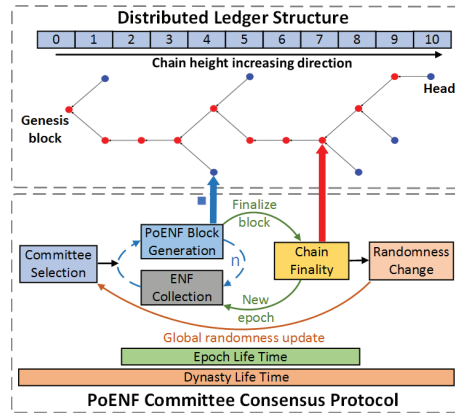 Distributed Ledger Structure
0 1 2 3 4 5 6 7 8 9 10
Chain height increasing direction
Head
Genesis
block
PoENF Block
Generation
Finalize
block
Committee
Selection
n
ENF
Collection
Chain
Finality
Randomness
Change
New
epoch
Global randomness update
Epoch Life Time
Dynasty Life Time
PoENF Committee Consensus Protocol